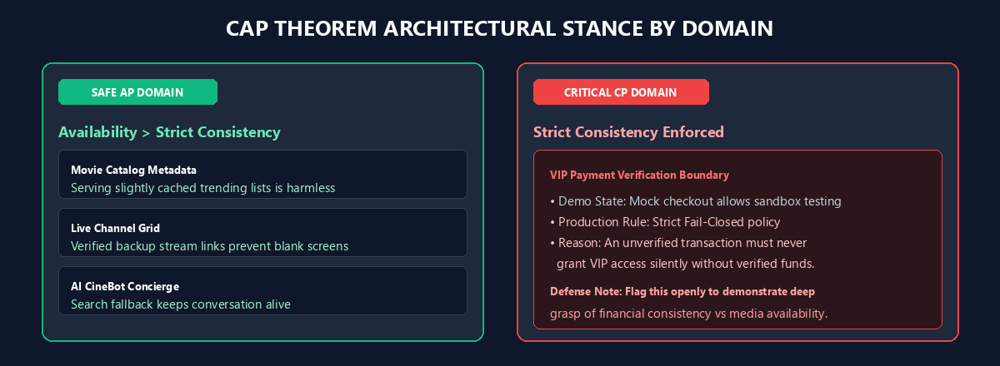 CAP THEOREM ARCHITECTURAL STANCE BY DOMAIN
SAFE AP DOMAIN
Availability > Strict Consistency
Movie Catalog Metadata
Serving slightly cached trending lists is harmless
Live Channel Grid
Verified backup stream links prevent blank screens
AI CineBot Concierge
Search fallback keeps conversation alive
CRITICAL CP DOMAIN
Strict Consistency Enforced
VIP Payment Verification Boundary
• Demo State: Mock checkout allows sandbox testing
• Production Rule: Strict Fail-Closed policy
• Reason: An unverified transaction must never
grant VIP access silently without verified funds.
Defense Note: Flag this openly to demonstrate deep
grasp of financial consistency vs media availability.